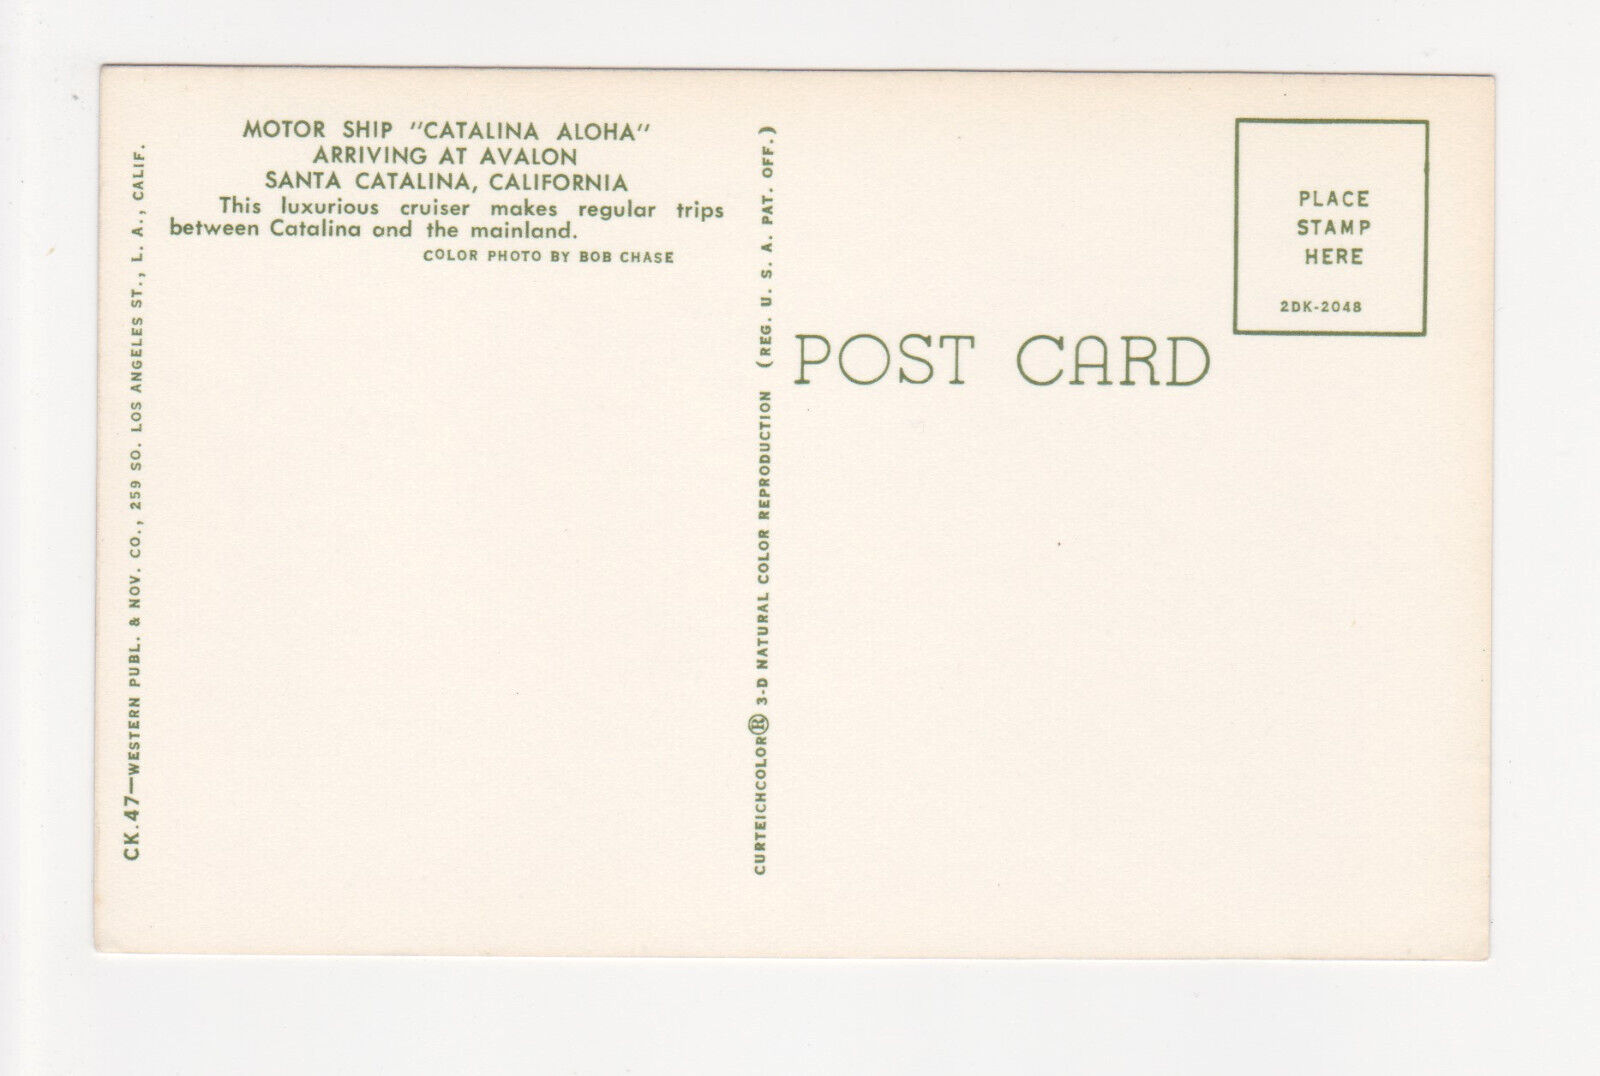 MOTOR SHIP "CATALINA ALOHA"
ARRIVING AT AVALON
SANTA CATALINA, CALIFORNIA
This luxurious cruiser makes regular trips
between Catalina and the mainland.
COLOR PHOTO BY BOB CHASE
CK.47—WESTERN PUBL. & NOV. CO., 259 SO. LOS ANGELES ST., L. A., CALIF.
CURTEICHCOLOR® 3-D NATURAL COLOR REPRODUCTION (REG. U. S. A. PAT. OFF.)
POST CARD
PLACE
STAMP
HERE
2DK-2048